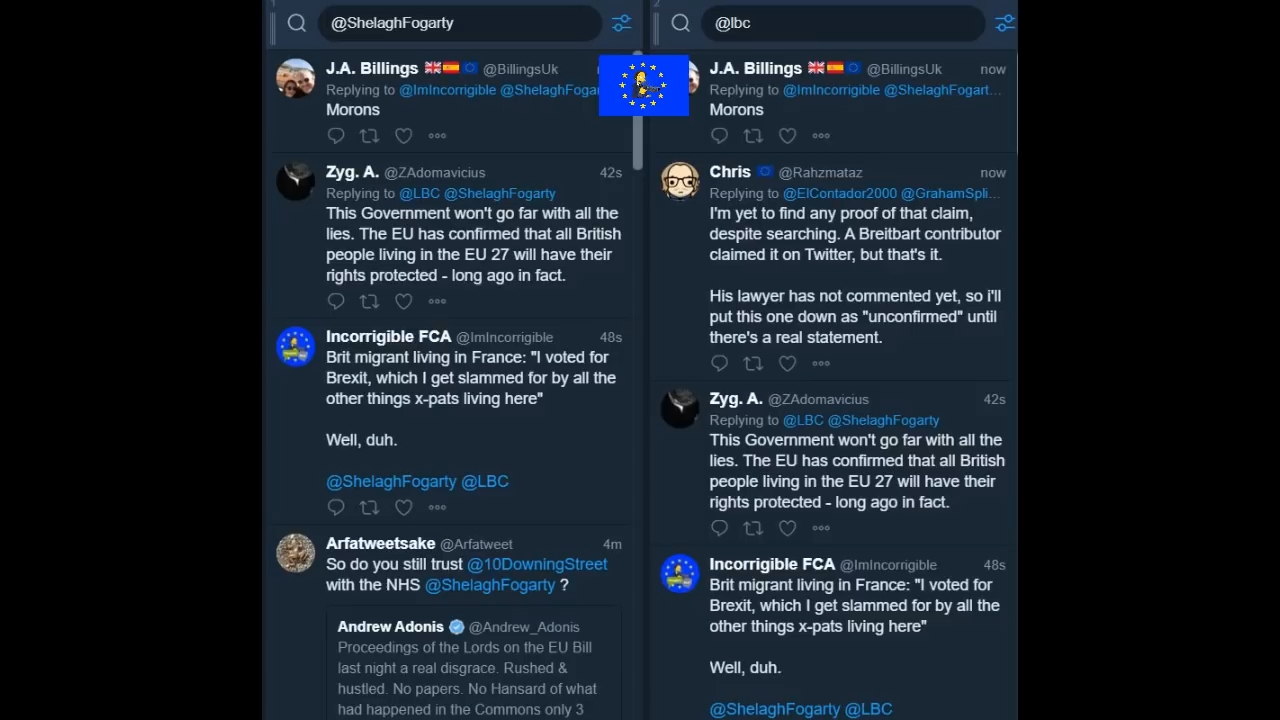 @ShelaghFogarty
J.A. Billings @BillingsUk
Replying to @ImIncorrigible @ShelaghFogar
Morons
Zyg. A. @ZAdomavicius 42s
Replying to @LBC @ShelaghFogarty
This Government won't go far with all the
lies. The EU has confirmed that all British
people living in the EU 27 will have their
rights protected - long ago in fact.
Incorrigible FCA @ImIncorrigible 48s
Brit migrant living in France: "I voted for
Brexit, which I get slammed for by all the
other things x-pats living here"
Well, duh.
@ShelaghFogarty @LBC
Arfatweetsake @Arfatweet 4m
So do you still trust @10DowningStreet
with the NHS @ShelaghFogarty ?
Andrew Adonis @Andrew_Adonis
Proceedings of the Lords on the EU Bill
last night a real disgrace. Rushed &
hustled. No papers. No Hansard of what
had happened in the Commons only 3
@lbc
J.A. Billings @BillingsUk now
Replying to @ImIncorrigible @ShelaghFogart…
Morons
Chris @Rahzmataz now
Replying to @ElContador2000 @GrahamSpli…
I'm yet to find any proof of that claim,
despite searching. A Breitbart contributor
claimed it on Twitter, but that's it.
His lawyer has not commented yet, so i'll
put this one down as "unconfirmed" until
there's a real statement.
Zyg. A. @ZAdomavicius 42s
Replying to @LBC @ShelaghFogarty
This Government won't go far with all the
lies. The EU has confirmed that all British
people living in the EU 27 will have their
rights protected - long ago in fact.
Incorrigible FCA @ImIncorrigible 48s
Brit migrant living in France: "I voted for
Brexit, which I get slammed for by all the
other things x-pats living here"
Well, duh.
@ShelaghFogarty @LBC